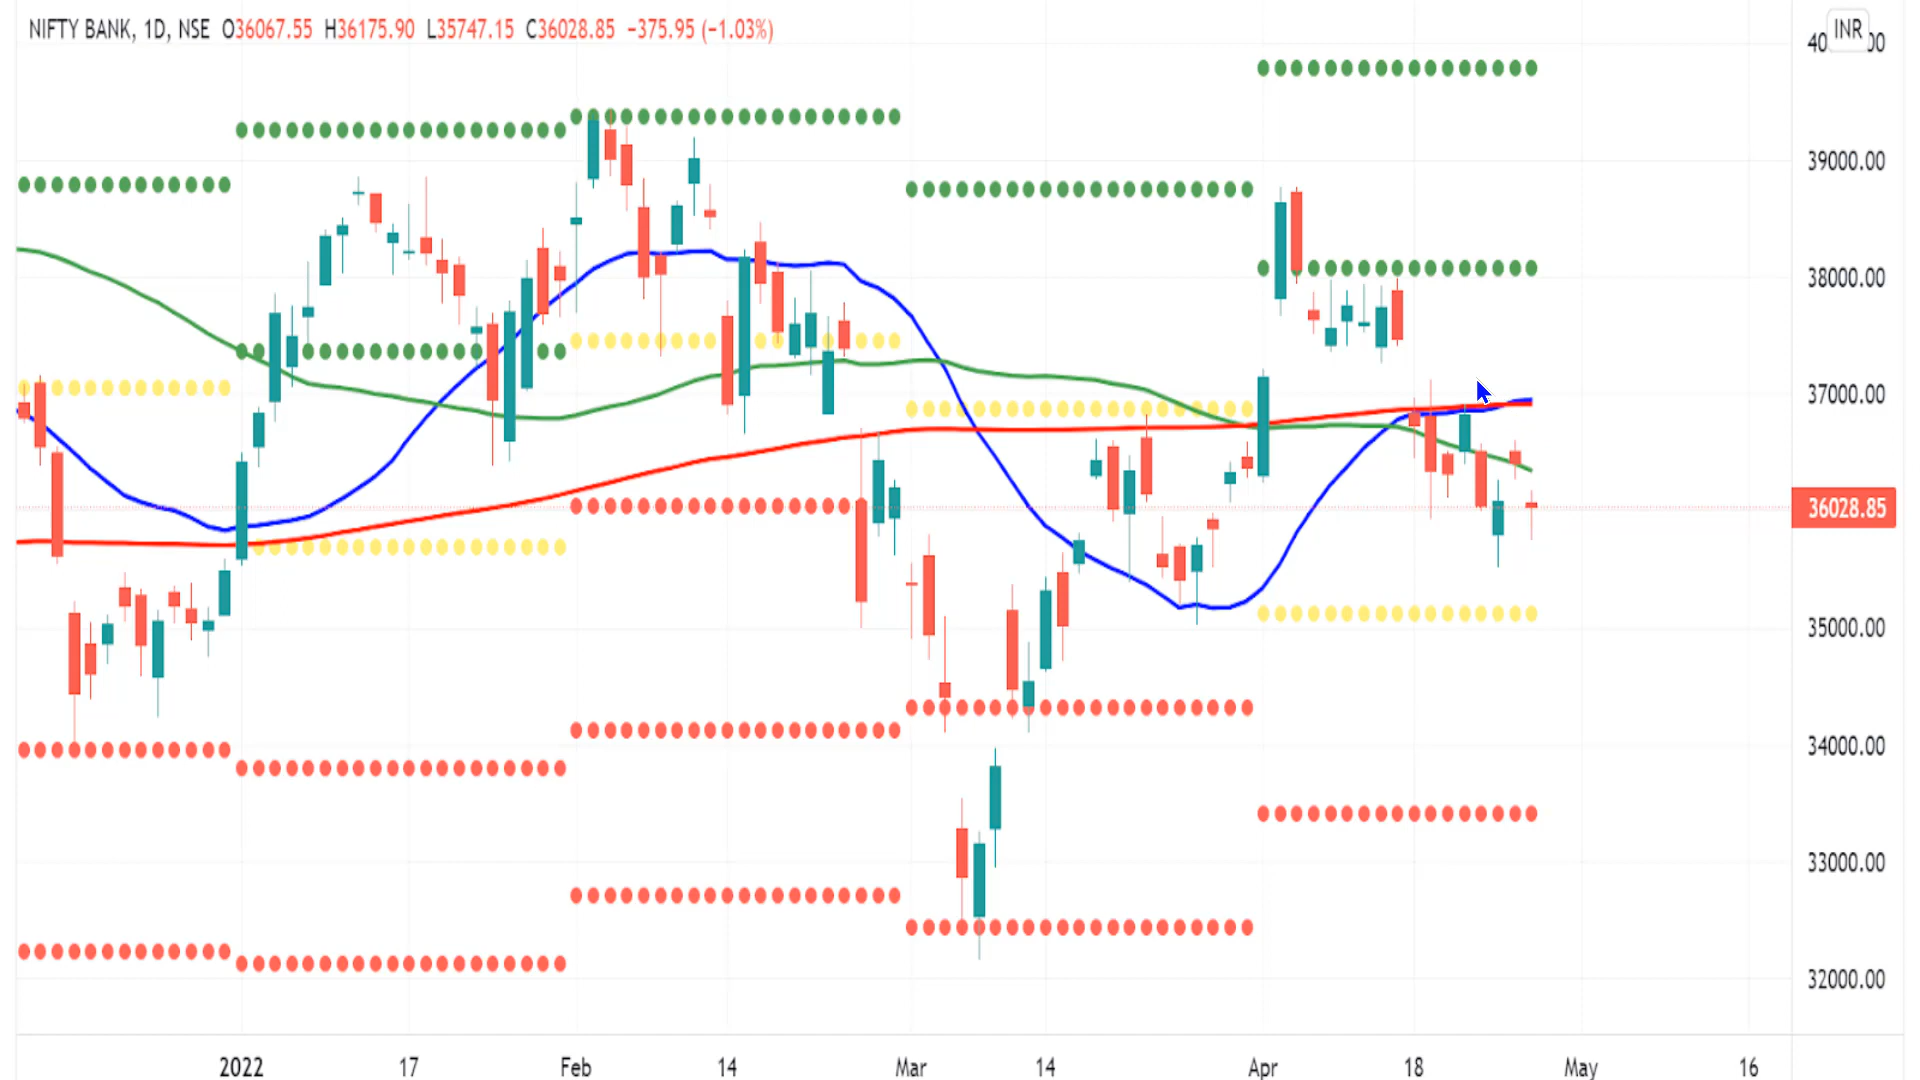 NIFTY BANK, 1D, NSE O36067.55 H36175.90 L35747.15 C36028.85 −375.95 (−1.03%)
INR
39000.00
38000.00
37000.00
36028.85
35000.00
34000.00
33000.00
32000.00
2022 17 Feb 14 Mar 14 Apr 18 May 16